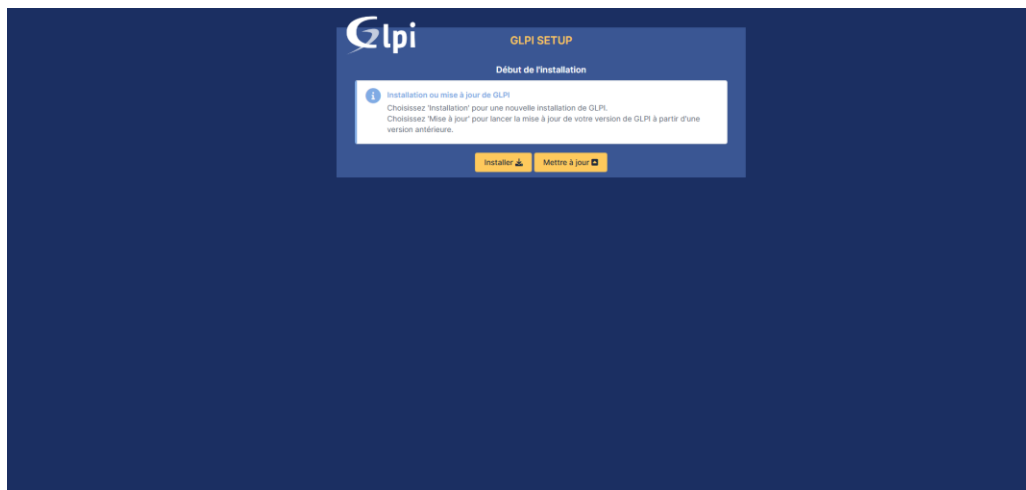 Glpi
GLPI SETUP
Début de l'installation
Installation ou mise à jour de GLPI
Choisissez 'Installation' pour une nouvelle installation de GLPI.
Choisissez 'Mise à jour' pour lancer la mise à jour de votre version de GLPI à partir d'une
version antérieure.
Installer Mettre à jour